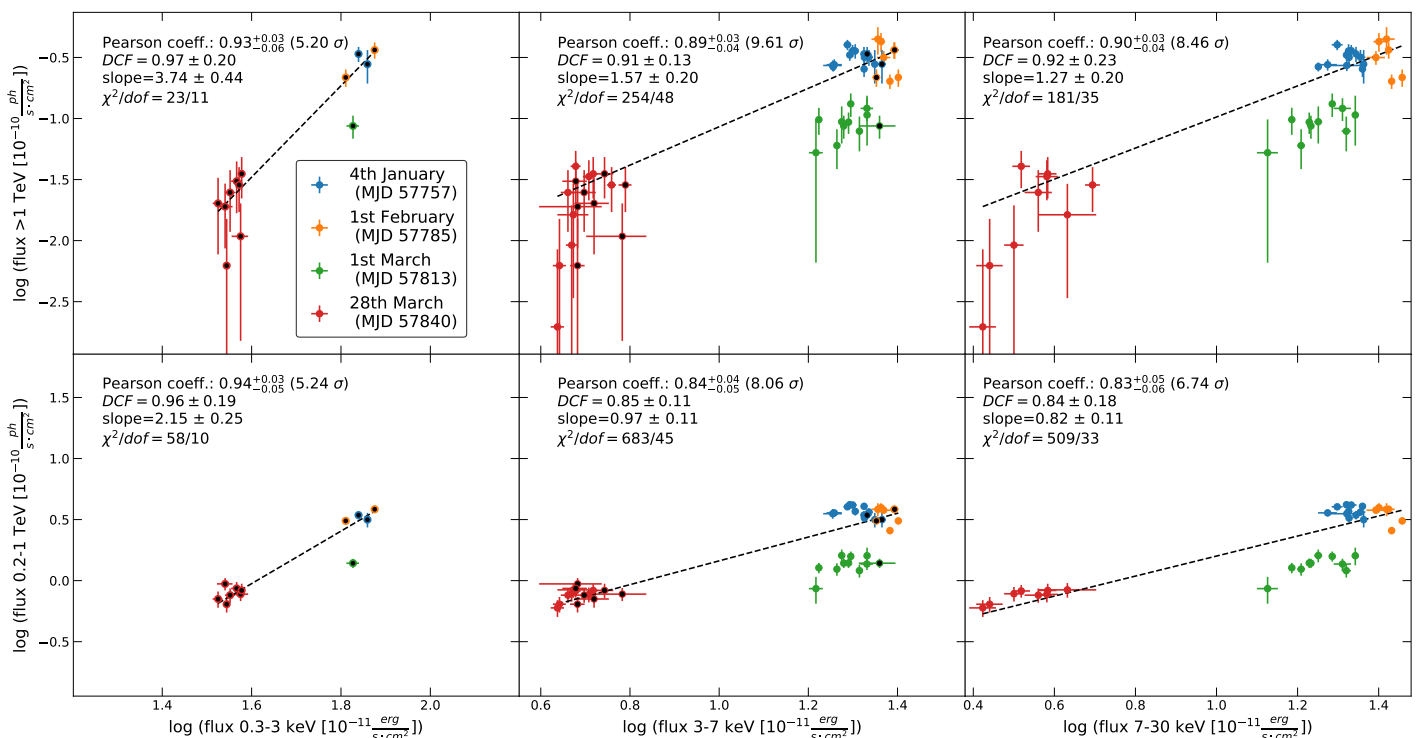 Pearson coeff.: 0.93^{+0.03}_{−0.06} (5.20 σ)
DCF = 0.97 ± 0.20
slope=3.74 ± 0.44
χ²/dof = 23/11
Pearson coeff.: 0.89^{+0.03}_{−0.04} (9.61 σ)
DCF = 0.91 ± 0.13
slope=1.57 ± 0.20
χ²/dof = 254/48
Pearson coeff.: 0.90^{+0.03}_{−0.04} (8.46 σ)
DCF = 0.92 ± 0.23
slope=1.27 ± 0.20
χ²/dof = 181/35
log (flux >1 TeV [10⁻¹⁰ ph/(s·cm²)])
−0.5
−1.0
−1.5
−2.0
−2.5
4th January
(MJD 57757)
1st February
(MJD 57785)
1st March
(MJD 57813)
28th March
(MJD 57840)
Pearson coeff.: 0.94^{+0.03}_{−0.05} (5.24 σ)
DCF = 0.96 ± 0.19
slope=2.15 ± 0.25
χ²/dof = 58/10
Pearson coeff.: 0.84^{+0.04}_{−0.05} (8.06 σ)
DCF = 0.85 ± 0.11
slope=0.97 ± 0.11
χ²/dof = 683/45
Pearson coeff.: 0.83^{+0.05}_{−0.06} (6.74 σ)
DCF = 0.84 ± 0.18
slope=0.82 ± 0.11
χ²/dof = 509/33
log (flux 0.2-1 TeV [10⁻¹⁰ ph/(s·cm²)])
1.5
1.0
0.5
0.0
−0.5
1.4 1.6 1.8 2.0
0.6 0.8 1.0 1.2 1.4
0.4 0.6 0.8 1.0 1.2 1.4
log (flux 0.3-3 keV [10⁻¹¹ erg/(s·cm²)])
log (flux 3-7 keV [10⁻¹¹ erg/(s·cm²)])
log (flux 7-30 keV [10⁻¹¹ erg/(s·cm²)])